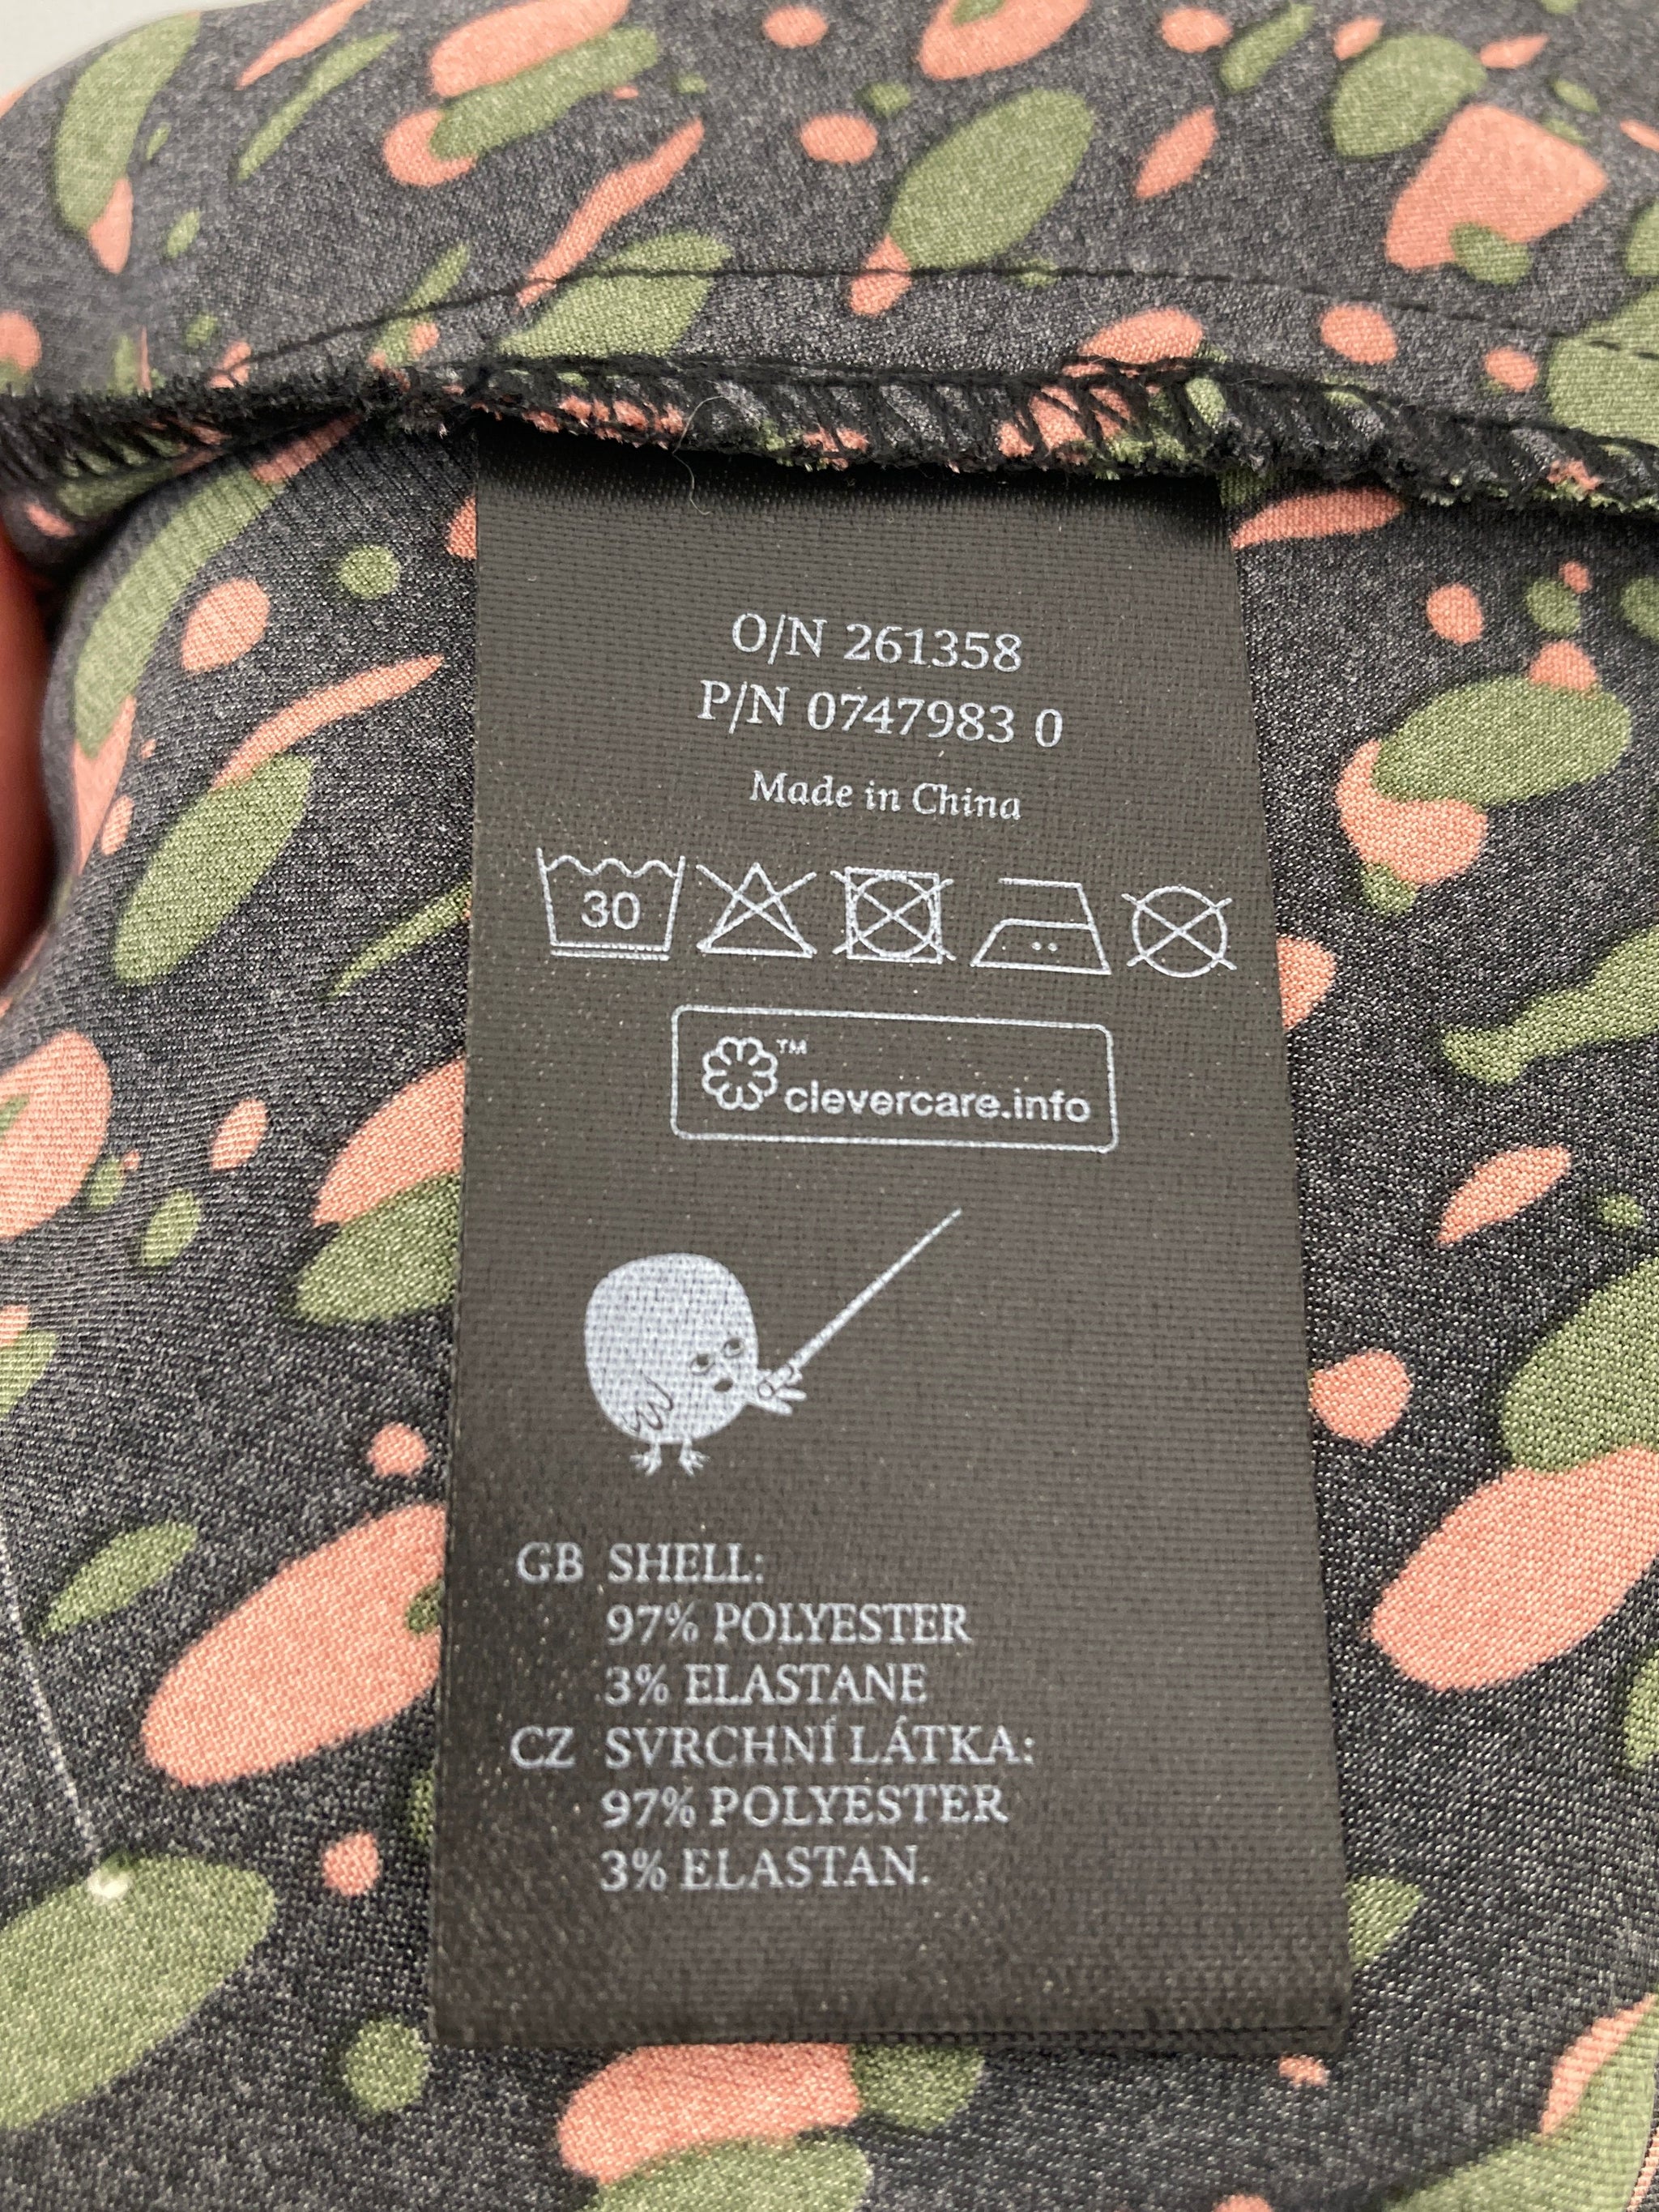 O/N 261358
P/N 0747983 0
Made in China
30
™
clevercare.info
GB SHELL:
97% POLYESTER
3% ELASTANE
CZ SVRCHNÍ LÁTKA:
97% POLYESTER
3% ELASTAN.